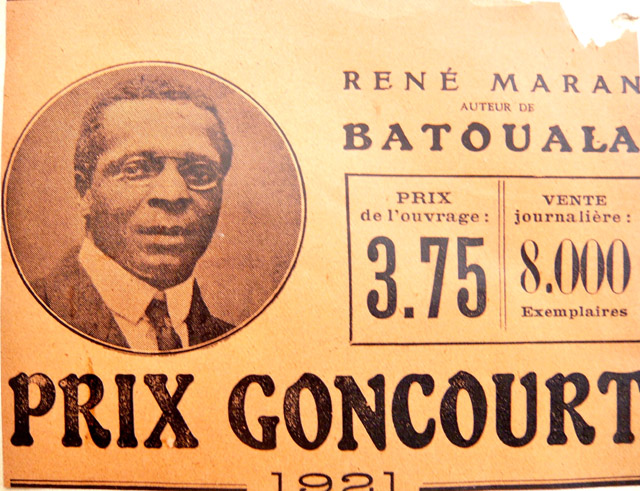 RENÉ MARAN
AUTEUR DE
BATOUALA
PRIX
de l'ouvrage :
3.75
VENTE
journalière :
8.000
Exemplaires
PRIX GONCOURT
1921